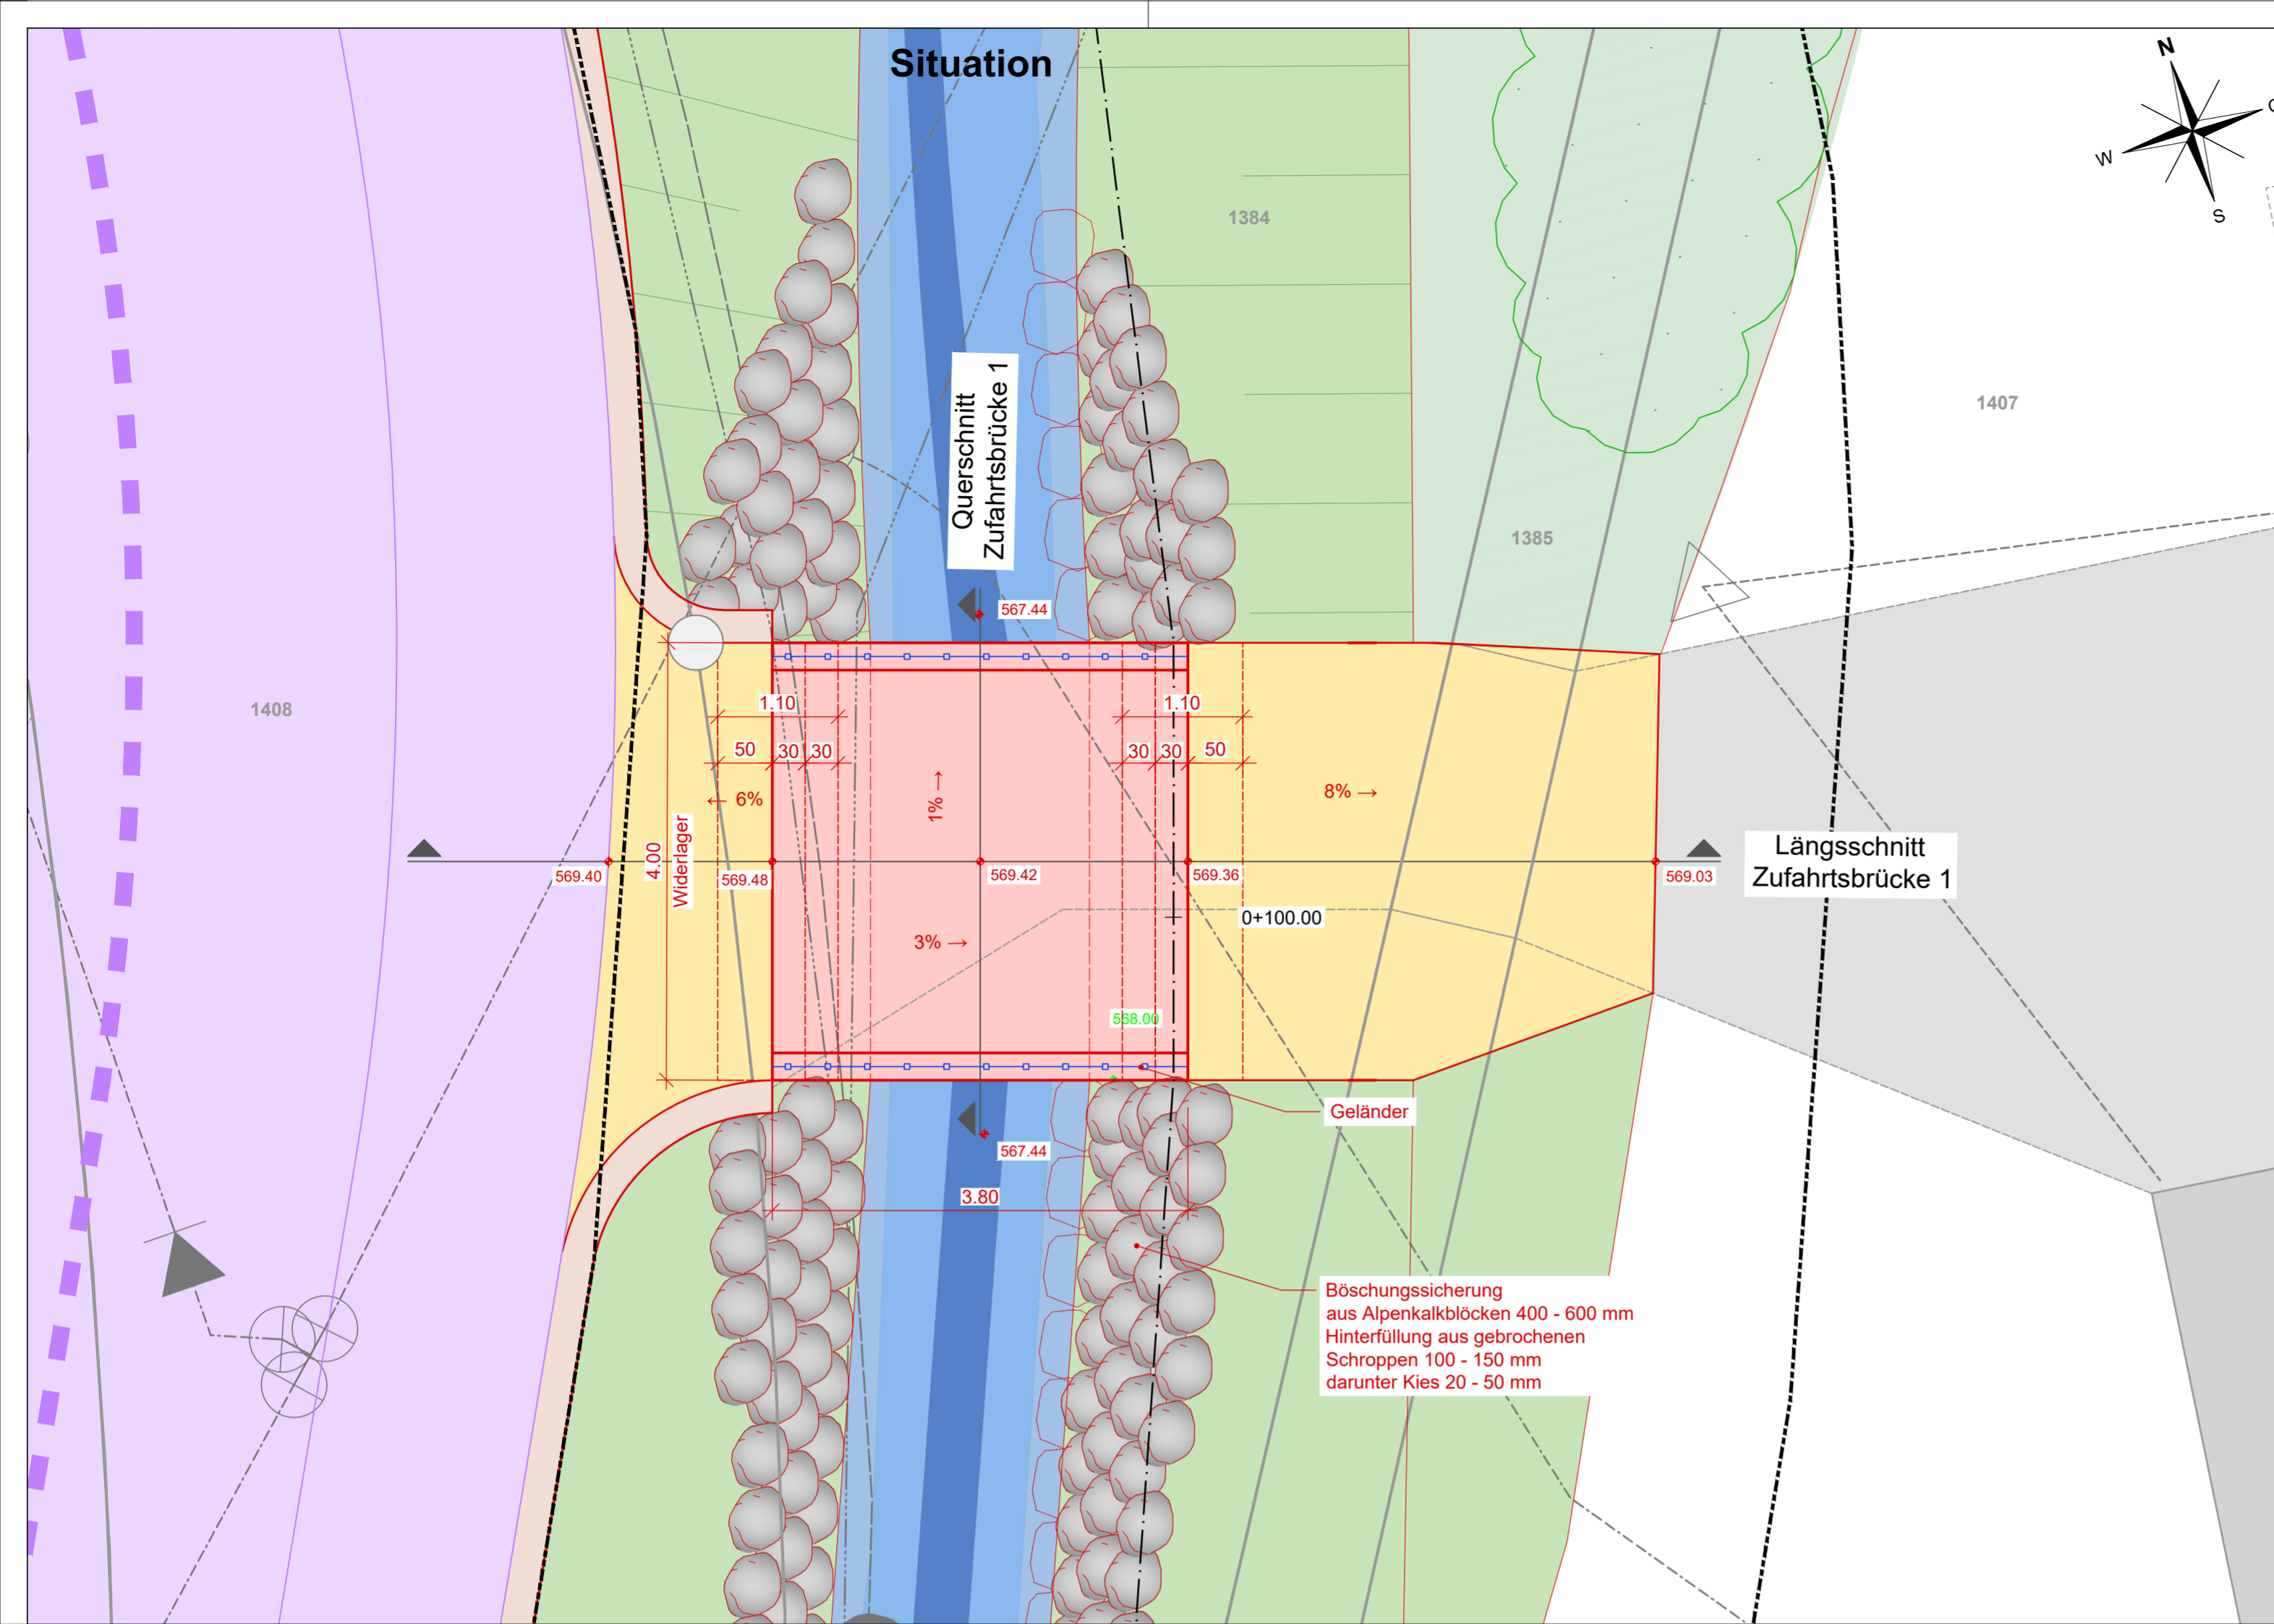 Situation
N
W
S
1384
1407
1385
1408
Querschnitt
Zufahrtsbrücke 1
567.44
1.10
1.10
50
30
30
30
30
50
6%
1%
8%
4.00
Widerlager
569.40
569.48
569.42
569.36
569.03
Längsschnitt
Zufahrtsbrücke 1
0+100.00
3%
568.00
Geländer
567.44
3.80
Böschungssicherung
aus Alpenkalkblöcken 400 - 600 mm
Hinterfüllung aus gebrochenen
Schroppen 100 - 150 mm
darunter Kies 20 - 50 mm